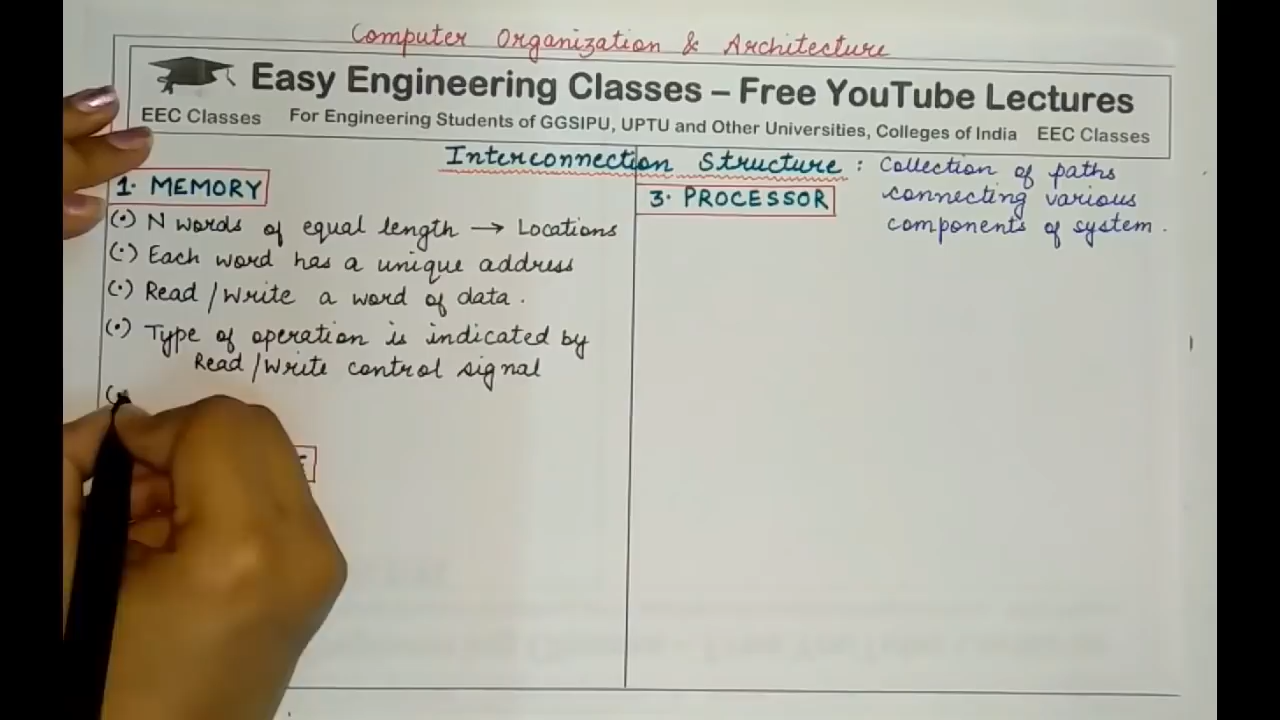 Computer Organization & Architecture
Easy Engineering Classes – Free YouTube Lectures
EEC Classes For Engineering Students of GGSIPU, UPTU and Other Universities, Colleges of India EEC Classes
Interconnection Structure : Collection of paths
connecting various
components of system.
1. MEMORY
(•) N words of equal length → Locations
(•) Each word has a unique address
(•) Read/Write a word of data.
(•) Type of operation is indicated by
Read/Write control signal
3. PROCESSOR